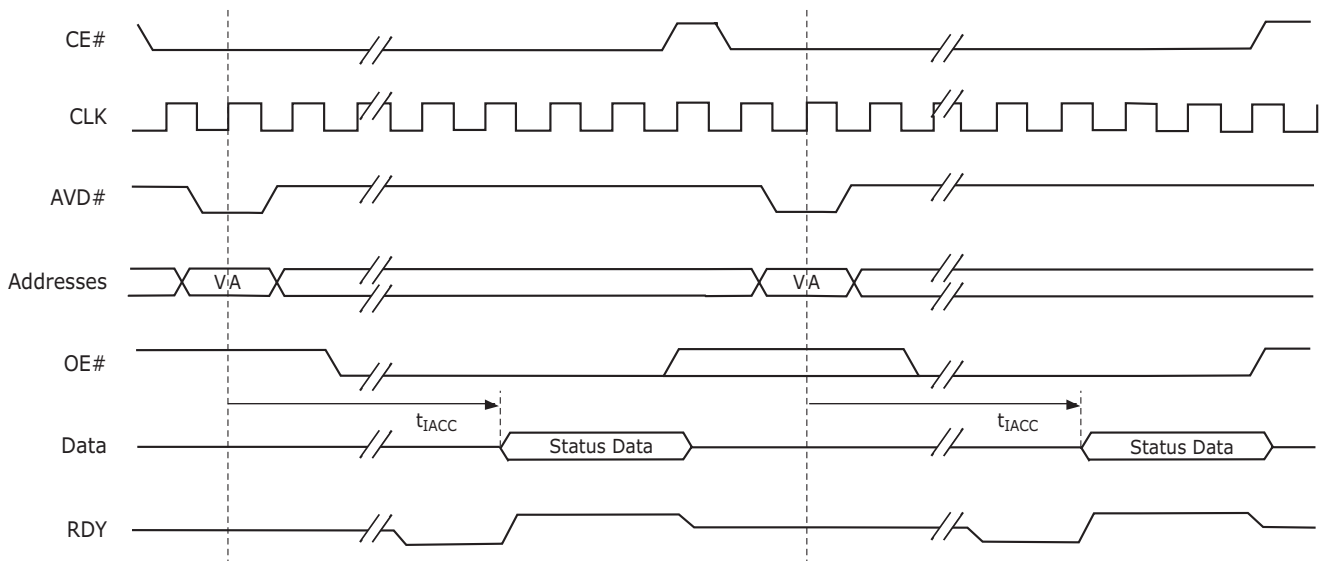 CE#
CLK
AVD#
Addresses
VA
VA
OE#
tIACC
tIACC
Data
Status Data
Status Data
RDY